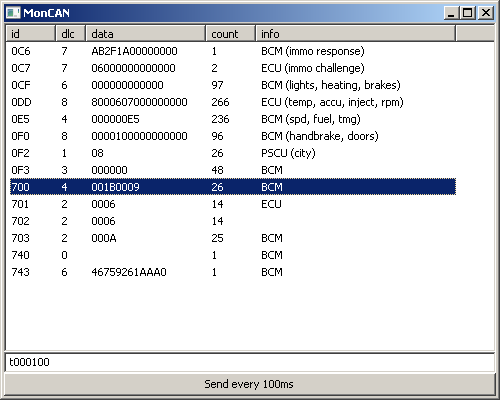 MonCAN
id dlc data count info
0C6 7 AB2F1A00000000 1 BCM (immo response)
0C7 7 06000000000000 2 ECU (immo challenge)
0CF 6 000000000000 97 BCM (lights, heating, brakes)
0DD 8 8000607000000000 266 ECU (temp, accu, inject, rpm)
0E5 4 000000E5 236 BCM (spd, fuel, tmg)
0F0 8 0000100000000000 96 BCM (handbrake, doors)
0F2 1 08 26 PSCU (city)
0F3 3 000000 48 BCM
700 4 001B0009 26 BCM
701 2 0006 14 ECU
702 2 0006 14
703 2 000A 25 BCM
740 0 1 BCM
743 6 46759261AAA0 1 BCM
t000100
Send every 100ms